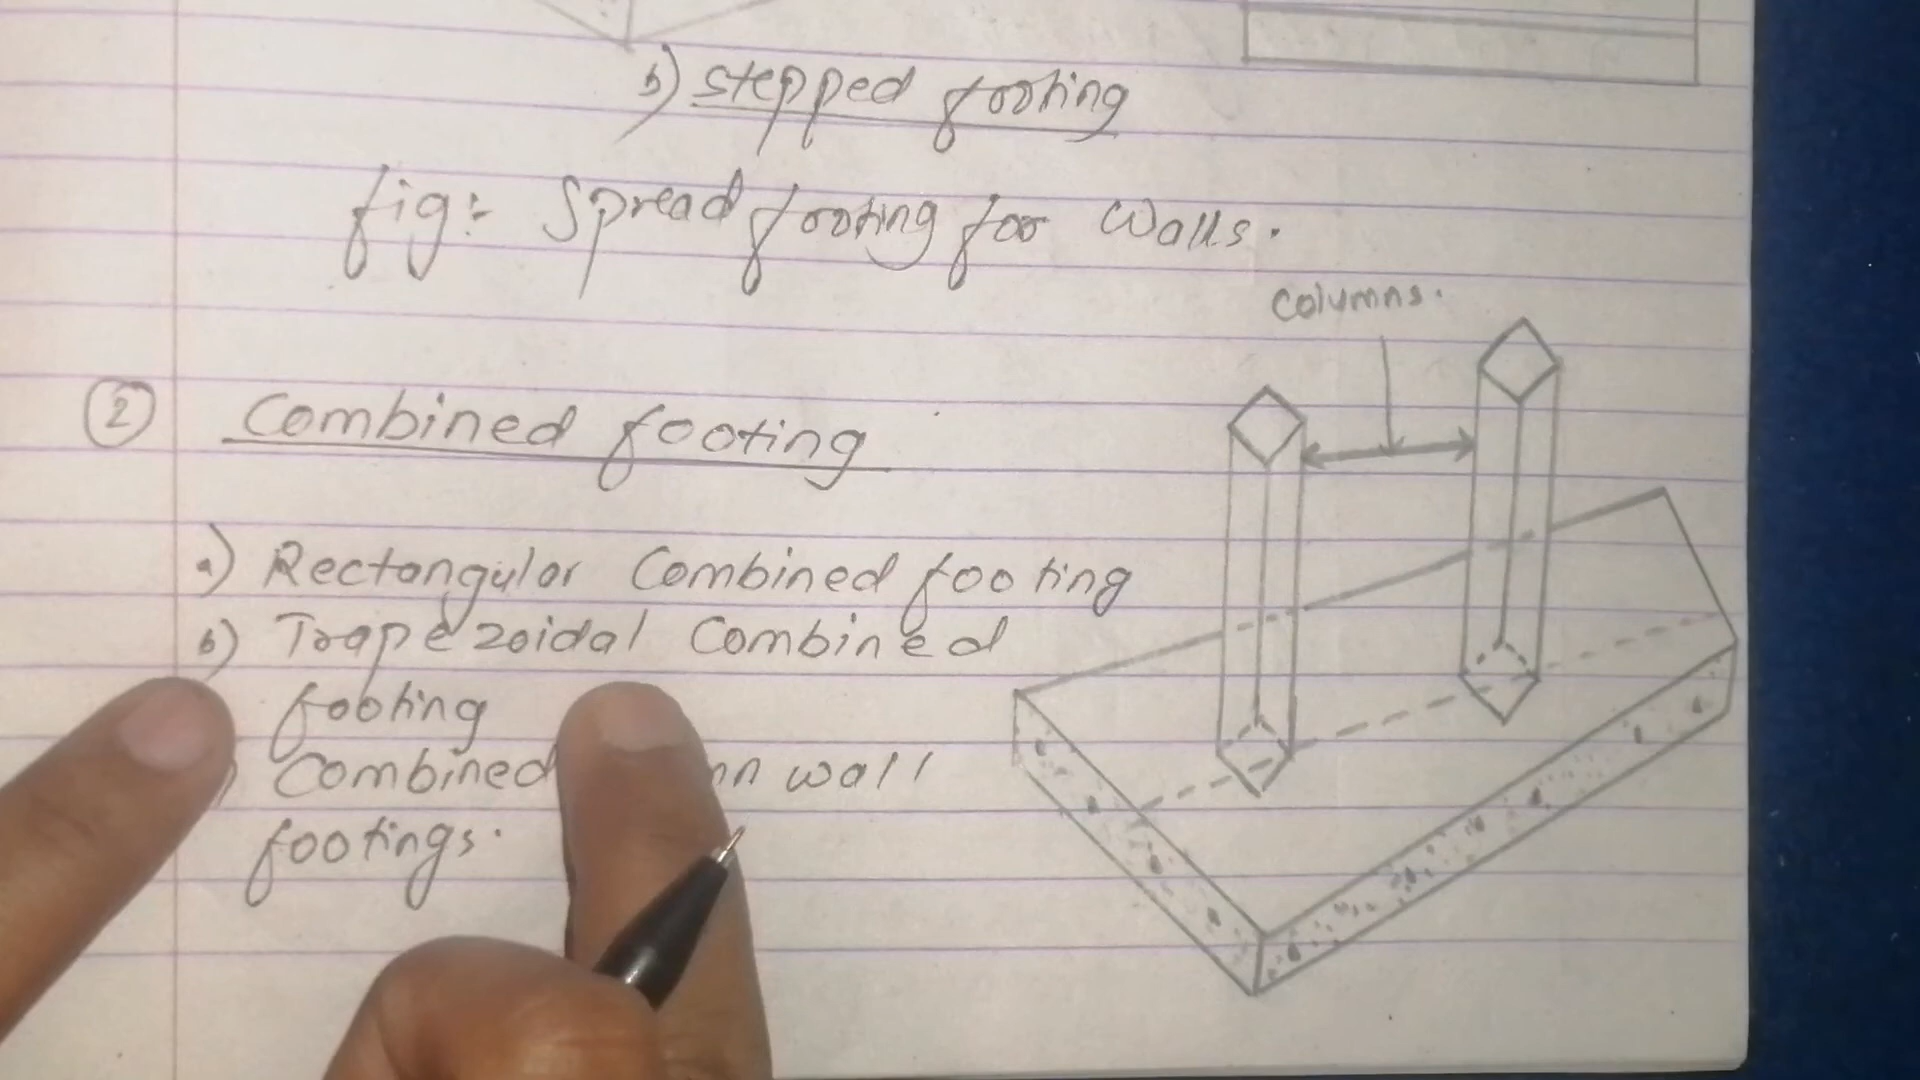 b) stepped footing
fig:- Spread footing for Walls.
Columns.
2 Combined footing
a) Rectangular Combined footing
b) Trapezoidal Combined
footing
) Combined wall
footings.